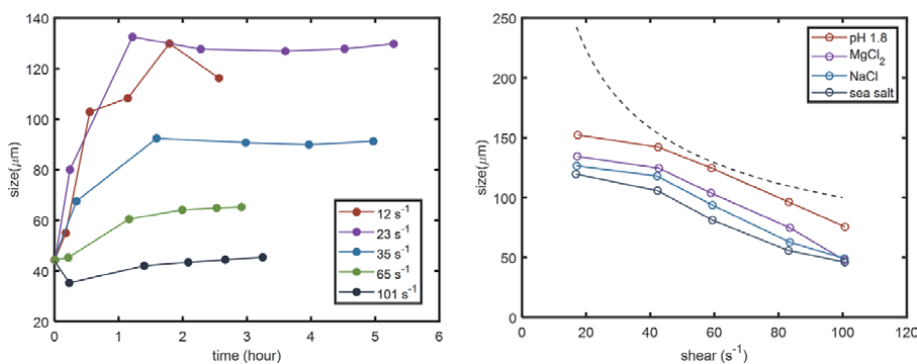 140
120
100
80
60
40
20
size(μm)
0
1
2
3
4
5
6
time (hour)
12 s⁻¹
23 s⁻¹
35 s⁻¹
65 s⁻¹
101 s⁻¹
250
200
150
100
50
0
size(μm)
0
20
40
60
80
100
120
shear (s⁻¹)
pH 1.8
MgCl₂
NaCl
sea salt